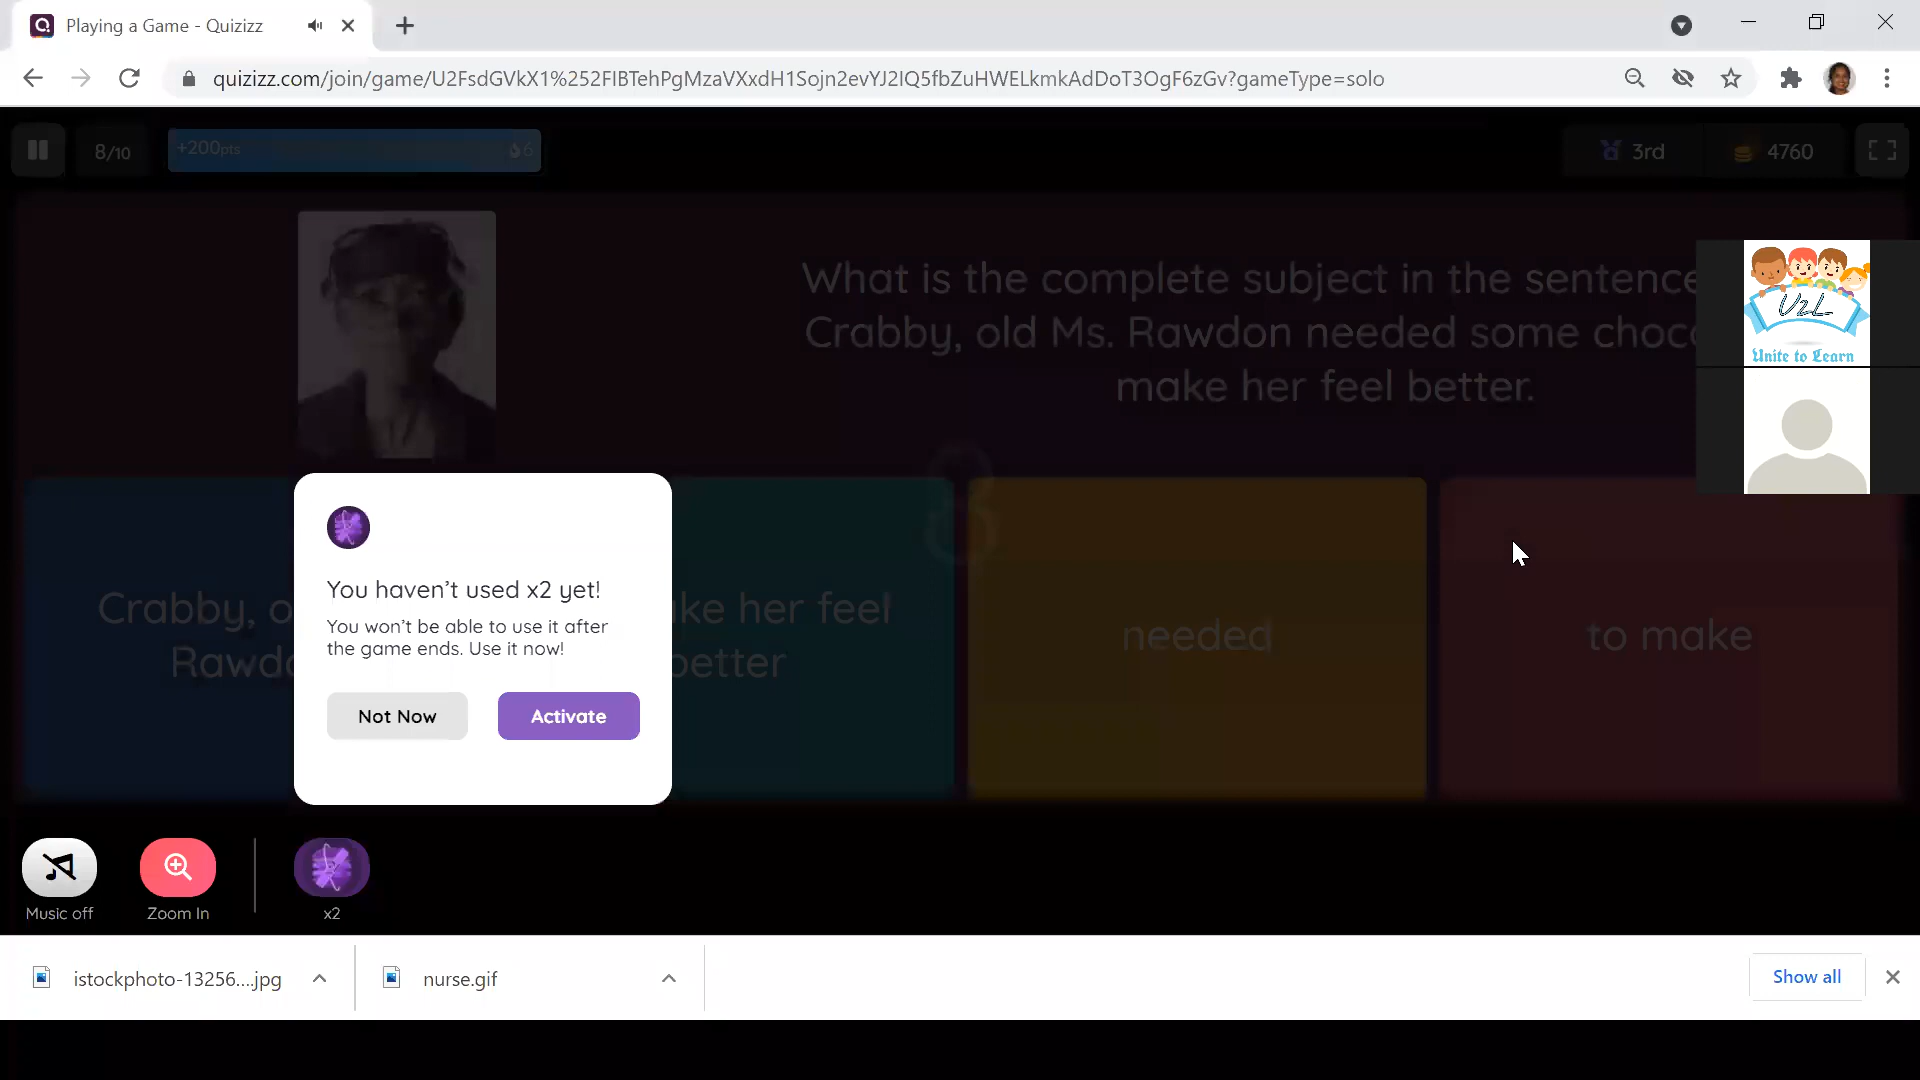 Playing a Game - Quizizz
quizizz.com/join/game/U2FsdGVkX1%252FIBTehPgMzaVXxdH1Sojn2evYJ2IQ5fbZuHWELkmkAdDoT3OgF6zGv?gameType=solo
8/10
+200pts
6
3rd
4760
What is the complete subject in the sentence
Crabby, old Ms. Rawdon needed some choc
make her feel better.
U2L
Unite to Learn
8
Crabby, o
Rawdo
ke her feel
better
needed
to make
You haven't used x2 yet!
You won't be able to use it after
the game ends. Use it now!
Not Now
Activate
Music off
Zoom In
x2
istockphoto-13256....jpg
nurse.gif
Show all